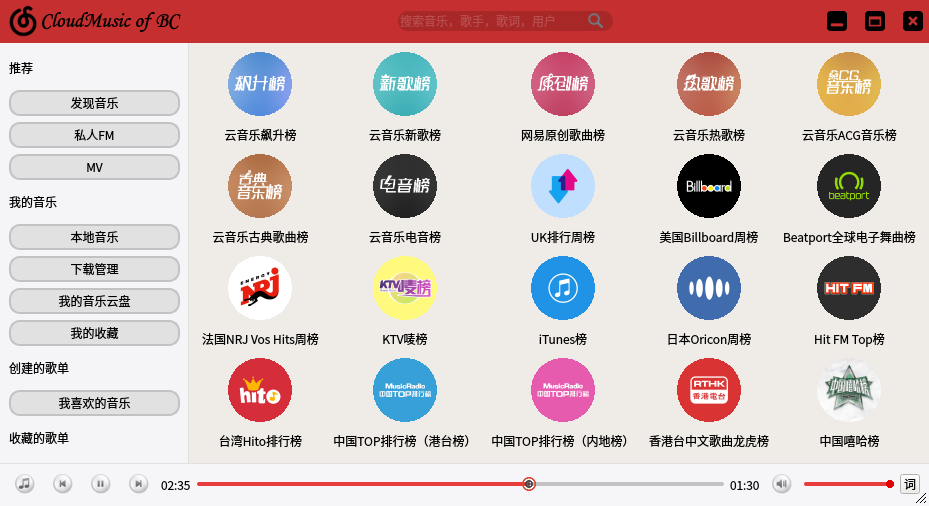 CloudMusic of BC
搜索音乐，歌手，歌词，用户
推荐
发现音乐
私人FM
MV
我的音乐
本地音乐
下载管理
我的音乐云盘
我的收藏
创建的歌单
我喜欢的音乐
收藏的歌单
飙升榜
新歌榜
原创榜
热歌榜
ACG
音乐榜
云音乐飙升榜
云音乐新歌榜
网易原创歌曲榜
云音乐热歌榜
云音乐ACG音乐榜
古典
音乐榜
电音榜
Billboard
beatport
云音乐古典歌曲榜
云音乐电音榜
UK排行周榜
美国Billboard周榜
Beatport全球电子舞曲榜
ENERGY
NRJ
KTV唛榜
HIT FM
法国NRJ Vos Hits周榜
KTV唛榜
iTunes榜
日本Oricon周榜
Hit FM Top榜
hito
MusicRadio
中国TOP排行榜
MusicRadio
中国TOP排行榜
RTHK
香港電台
中国嘻哈榜
台湾Hito排行榜
中国TOP排行榜（港台榜）
中国TOP排行榜（内地榜）
香港台中文歌曲龙虎榜
中国嘻哈榜
02:35
01:30
词